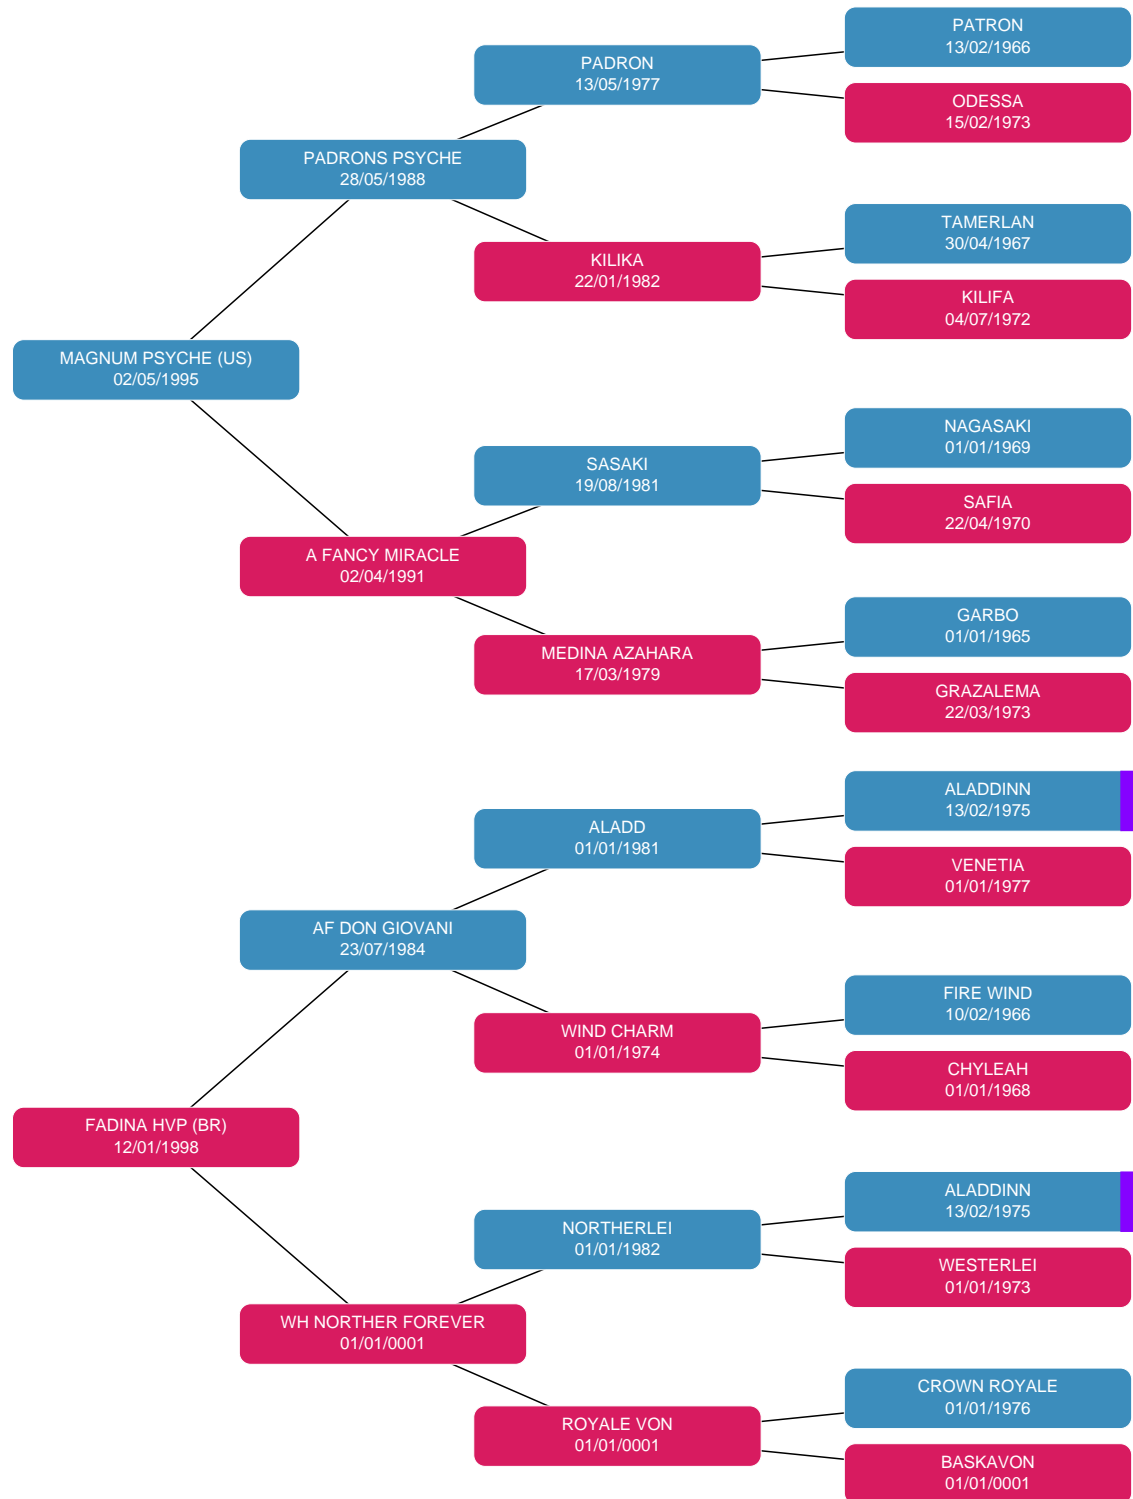 PATRON
13/02/1966
PADRON
13/05/1977
ODESSA
15/02/1973
PADRONS PSYCHE
28/05/1988
TAMERLAN
30/04/1967
KILIKA
22/01/1982
KILIFA
04/07/1972
MAGNUM PSYCHE (US)
02/05/1995
NAGASAKI
01/01/1969
SASAKI
19/08/1981
SAFIA
22/04/1970
A FANCY MIRACLE
02/04/1991
GARBO
01/01/1965
MEDINA AZAHARA
17/03/1979
GRAZALEMA
22/03/1973
ALADDINN
13/02/1975
ALADD
01/01/1981
VENETIA
01/01/1977
AF DON GIOVANI
23/07/1984
FIRE WIND
10/02/1966
WIND CHARM
01/01/1974
CHYLEAH
01/01/1968
FADINA HVP (BR)
12/01/1998
ALADDINN
13/02/1975
NORTHERLEI
01/01/1982
WESTERLEI
01/01/1973
WH NORTHER FOREVER
01/01/0001
CROWN ROYALE
01/01/1976
ROYALE VON
01/01/0001
BASKAVON
01/01/0001